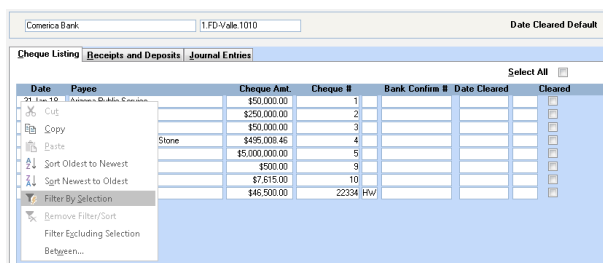 Comerica Bank 1.FD-Valle.1010 Date Cleared Default
Cheque Listing Receipts and Deposits Journal Entries
Select All
Date Payee Cheque Amt. Cheque # Bank Confirm # Date Cleared Cleared
21 Jan 18 Arizona Public Service $50,000.00 1
Cut $250,000.00 2
Copy $50,000.00 3
Paste Stone $495,008.46 4
Sort Oldest to Newest $5,000,000.00 5
$500.00 9
Sort Newest to Oldest $7,615.00 10
Filter By Selection $46,500.00 22334 HW
Remove Filter/Sort
Filter Excluding Selection
Between...